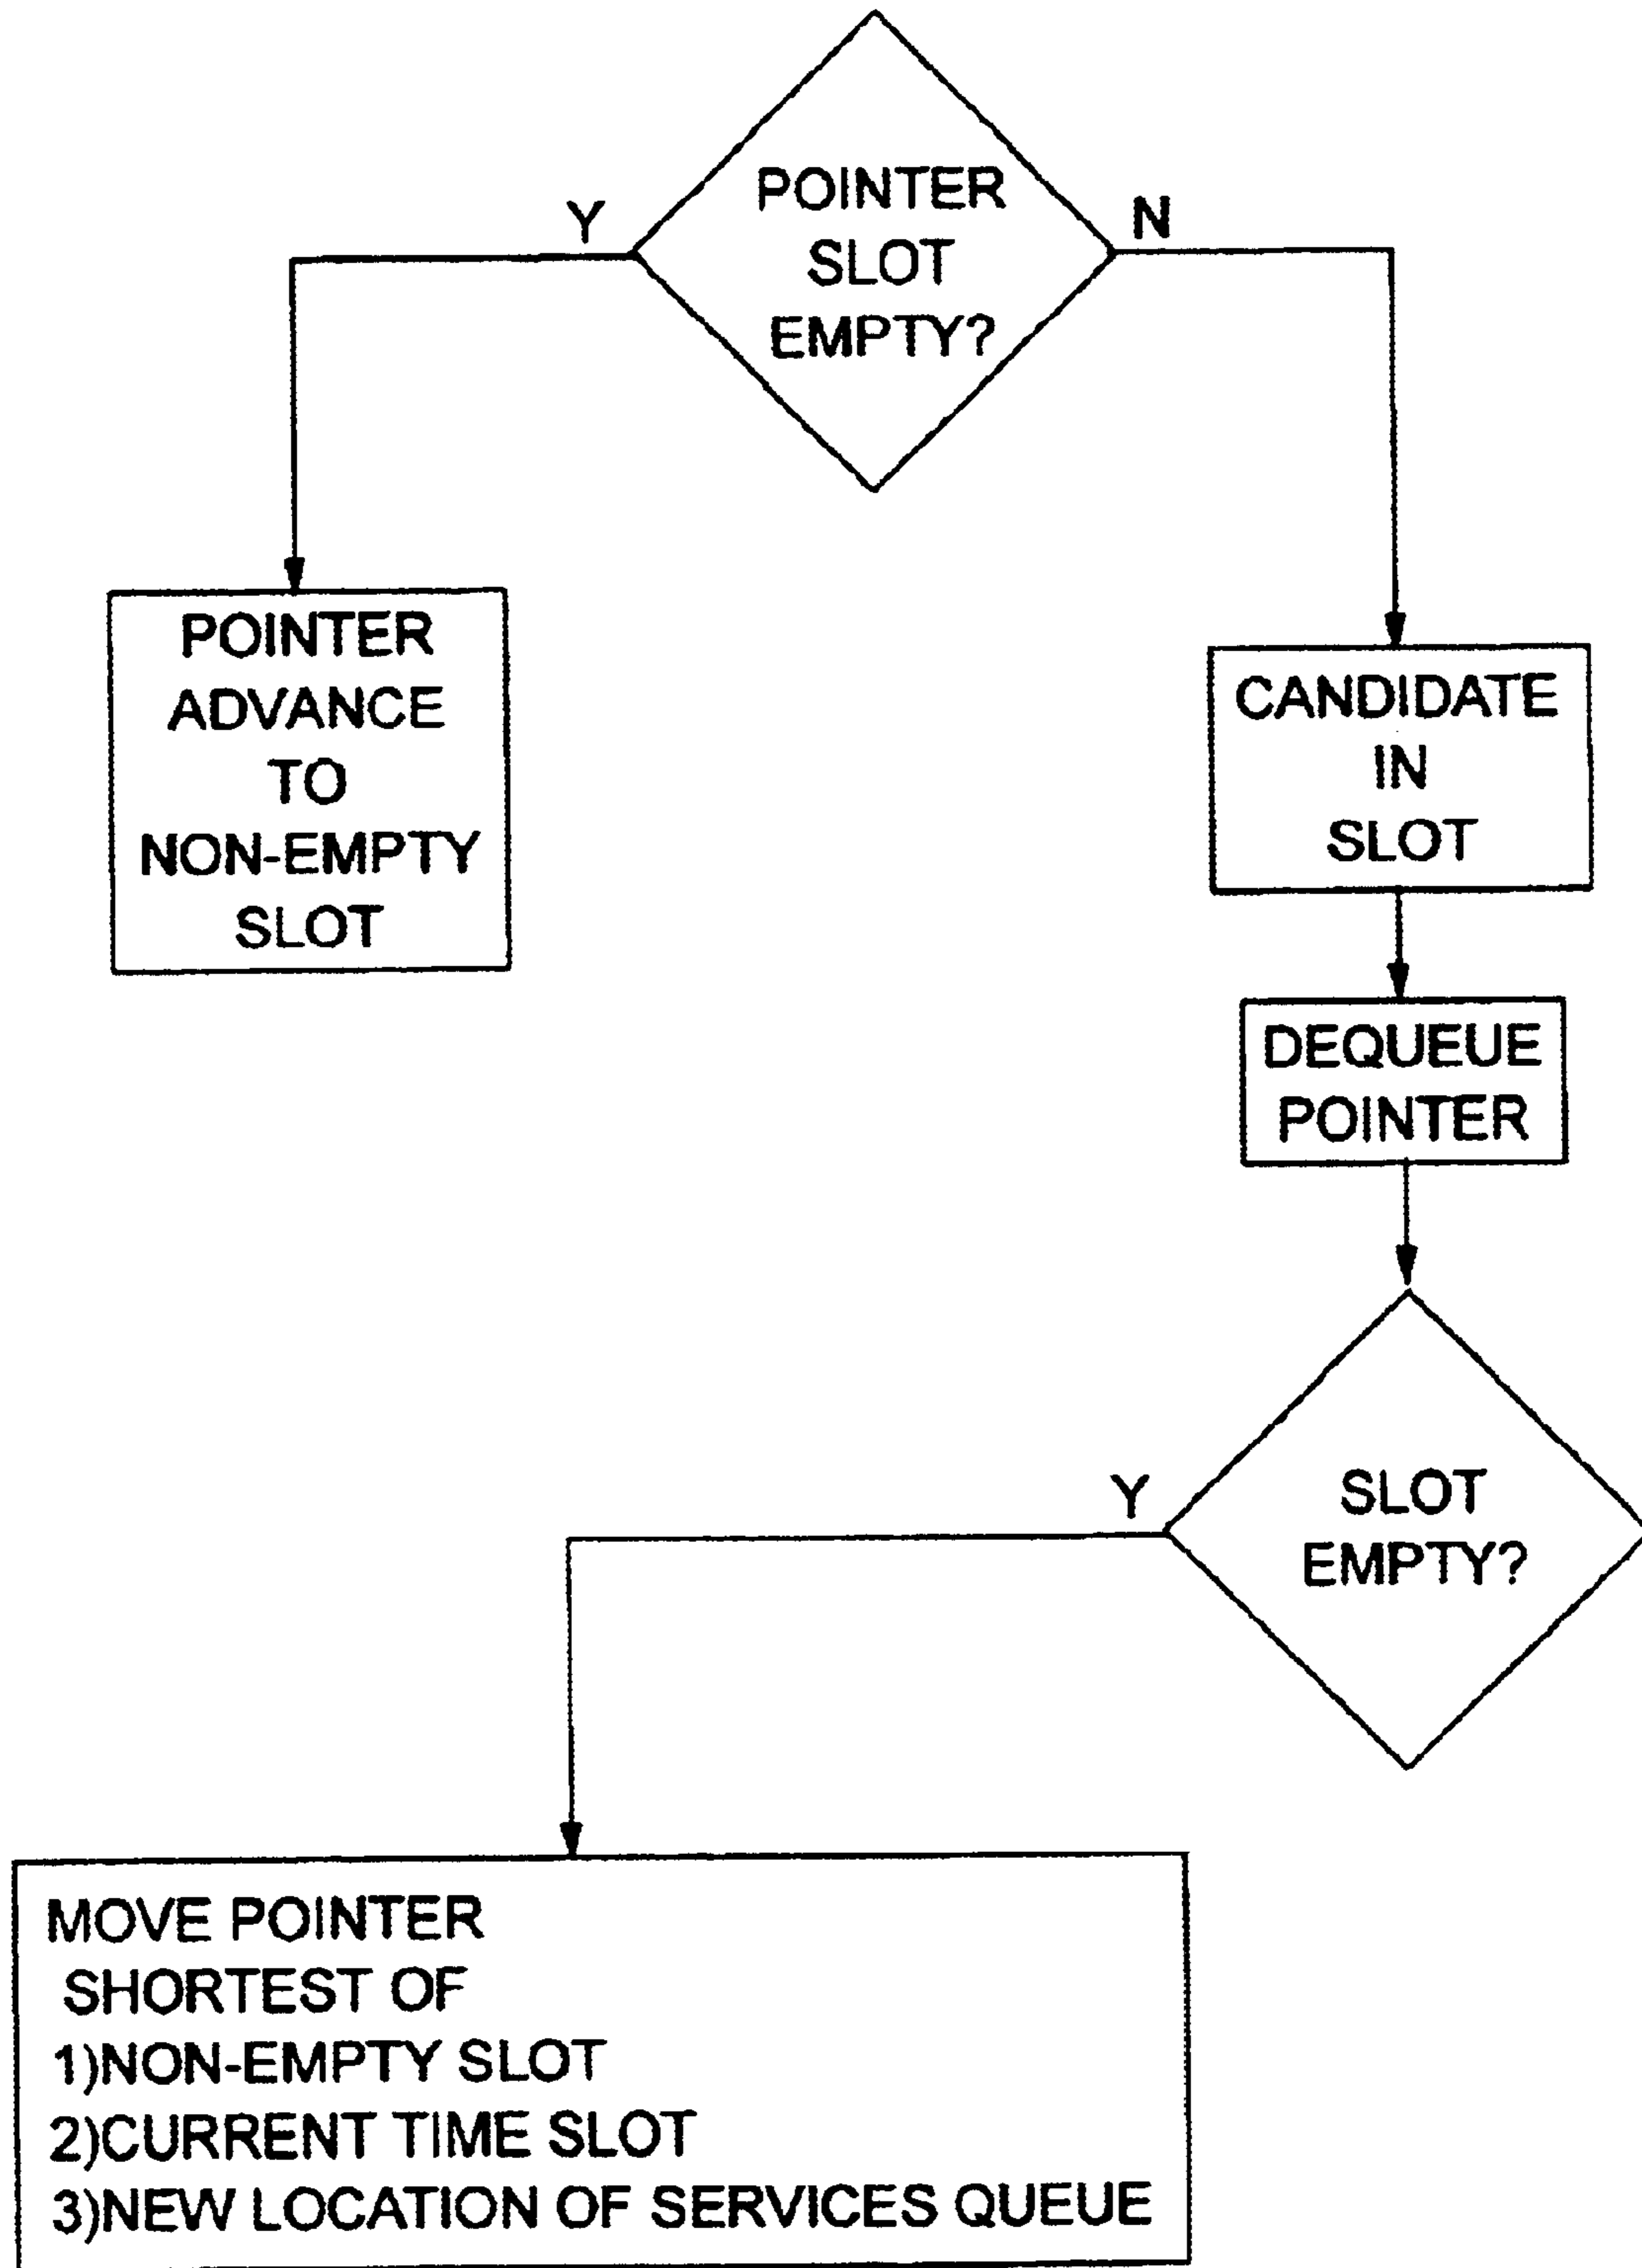 POINTER
SLOT
EMPTY?
Y
N
POINTER
ADVANCE
TO
NON-EMPTY
SLOT
CANDIDATE
IN
SLOT
DEQUEUE
POINTER
SLOT
EMPTY?
Y
MOVE POINTER
SHORTEST OF
1)NON-EMPTY SLOT
2)CURRENT TIME SLOT
3)NEW LOCATION OF SERVICES QUEUE